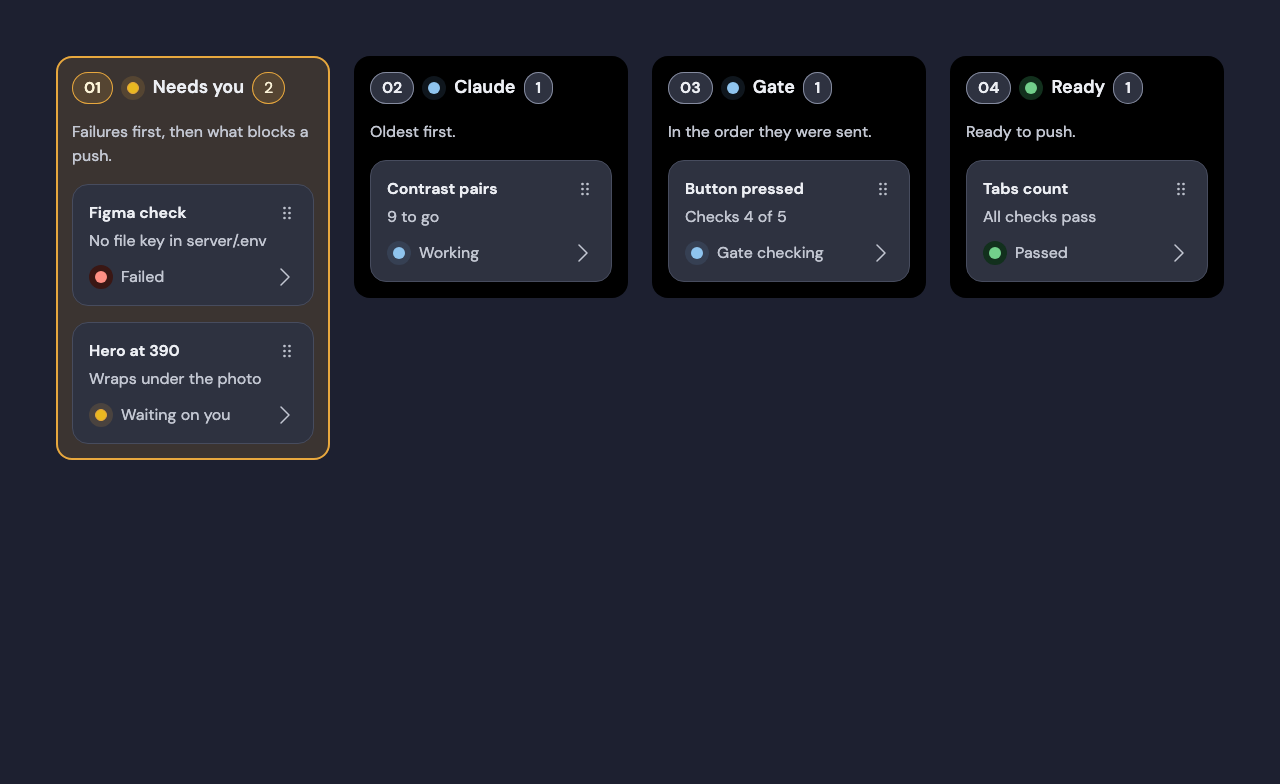 01 Needs you 2
Failures first, then what blocks a
push.
Figma check
No file key in server/.env
Failed
Hero at 390
Wraps under the photo
Waiting on you
02 Claude 1
Oldest first.
Contrast pairs
9 to go
Working
03 Gate 1
In the order they were sent.
Button pressed
Checks 4 of 5
Gate checking
04 Ready 1
Ready to push.
Tabs count
All checks pass
Passed